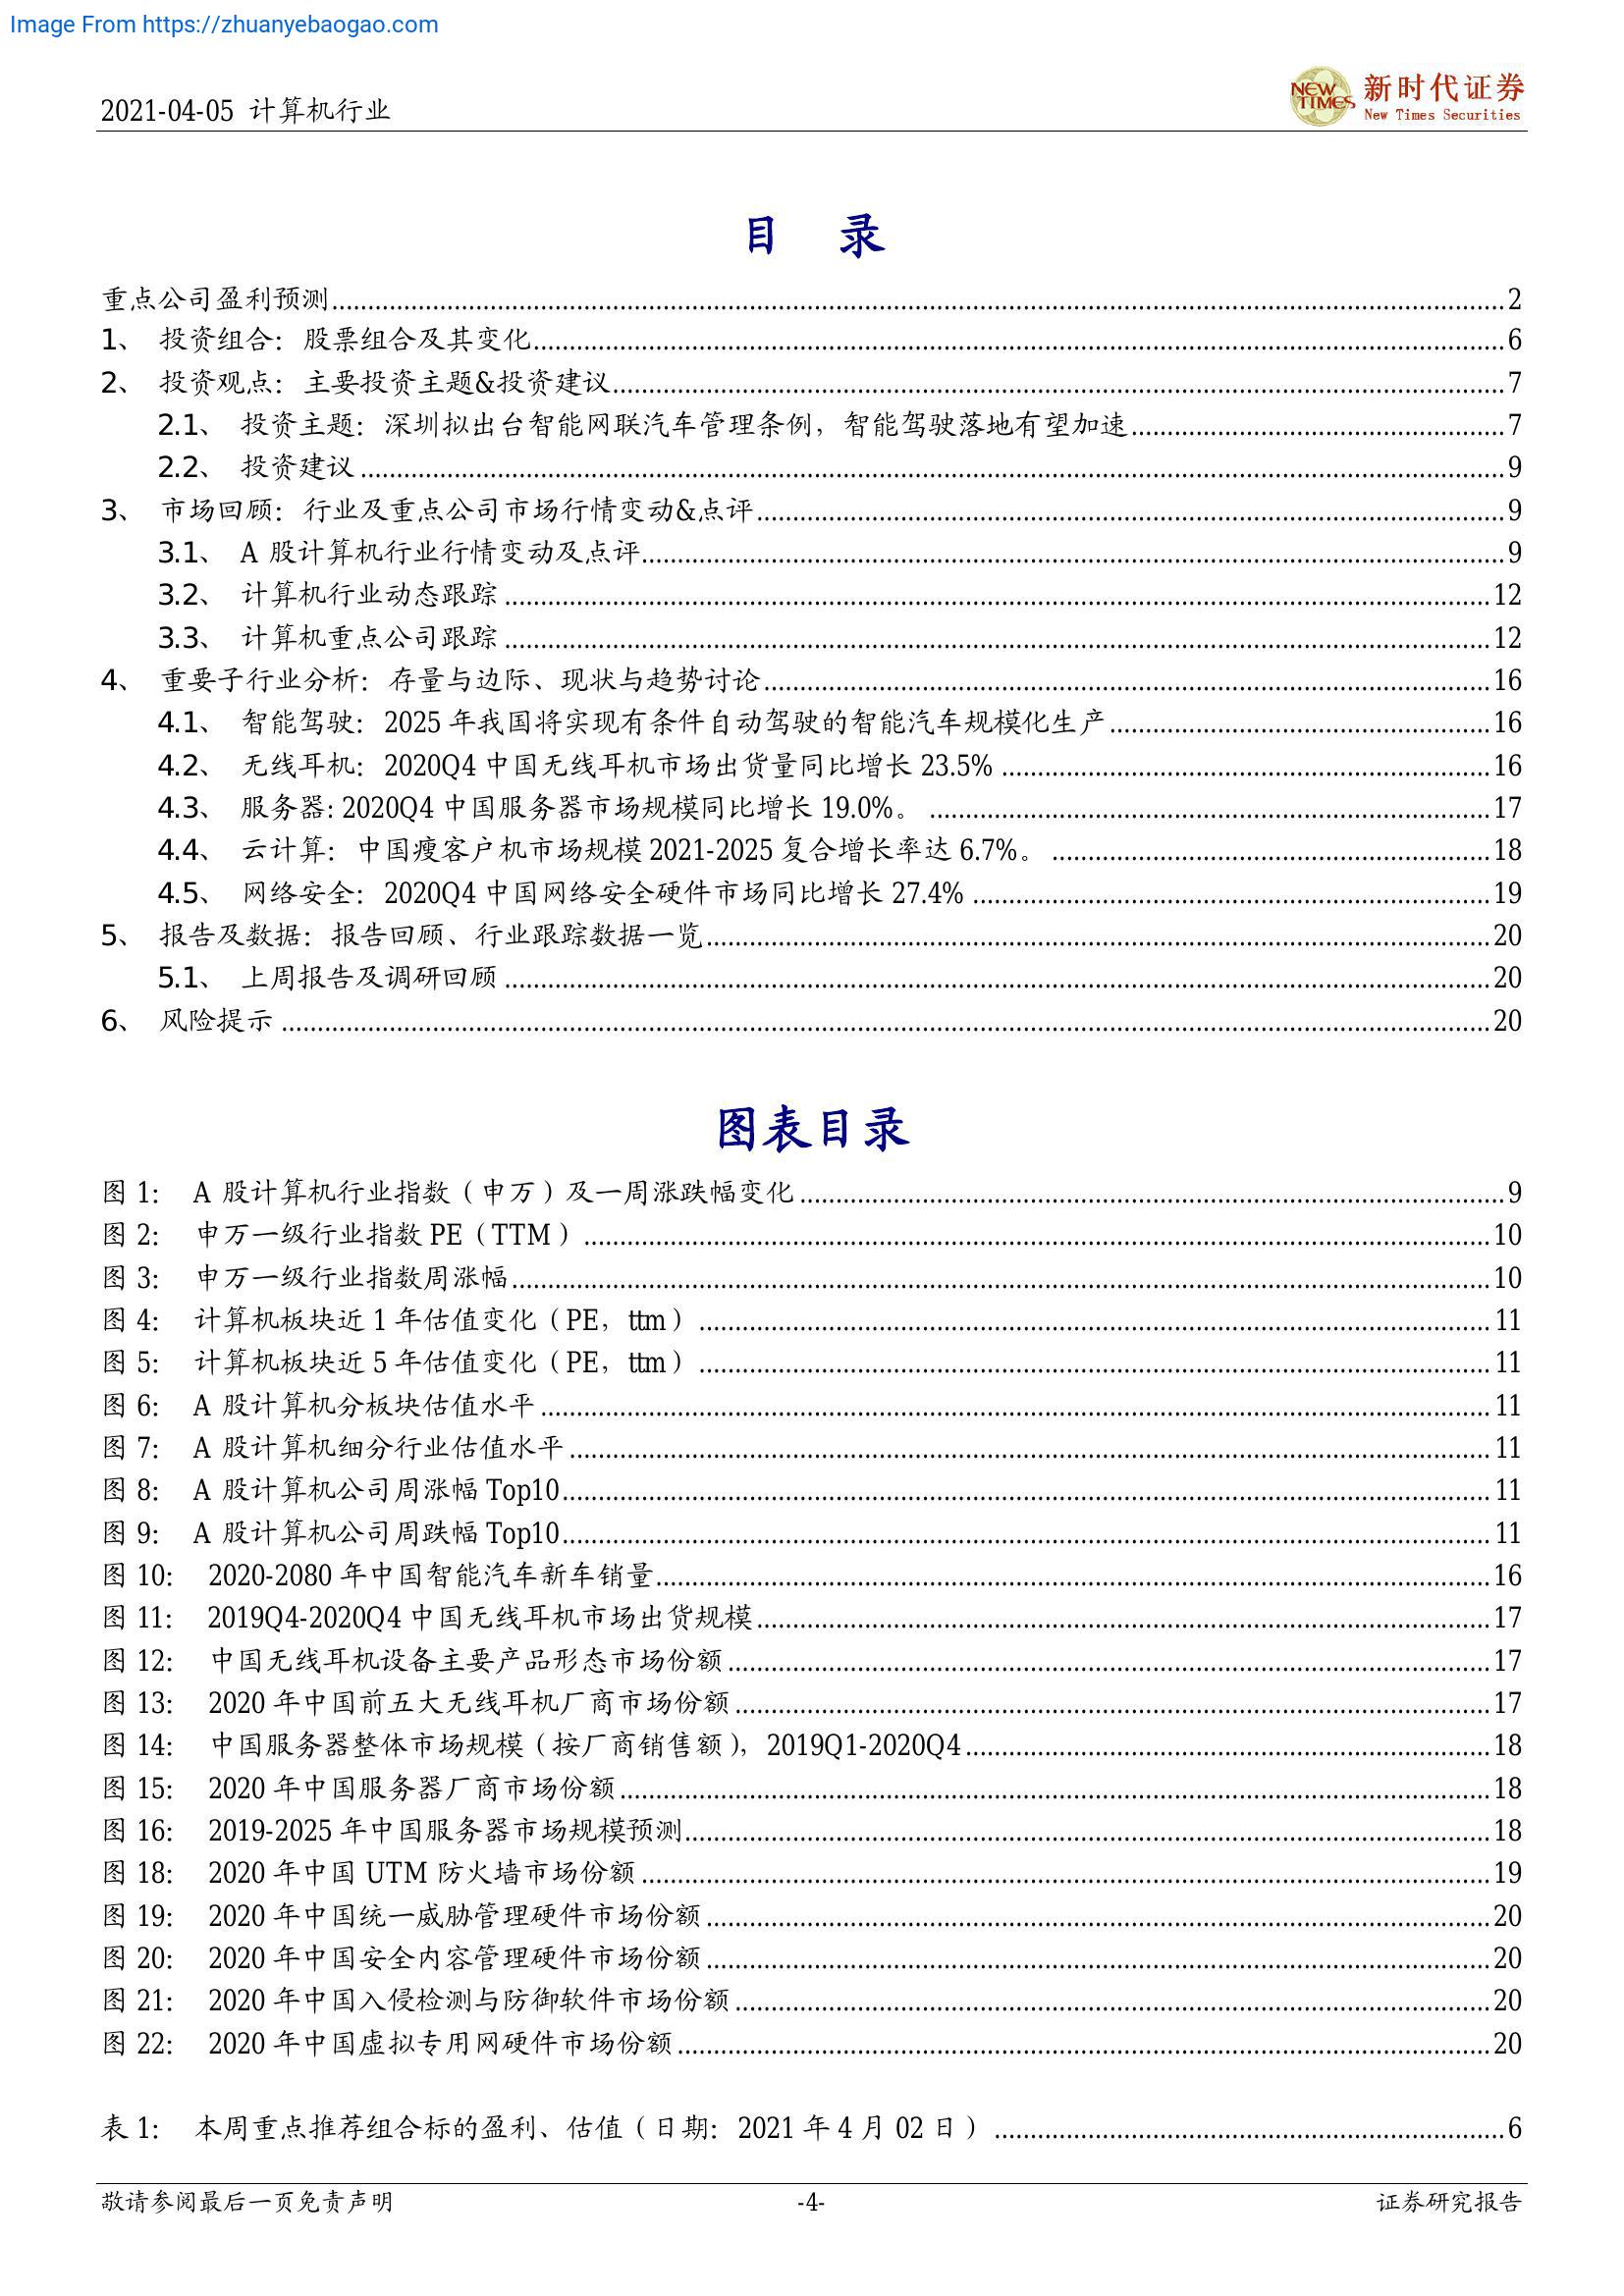 Image From https://zhuanyebaogao.com
2021-04-05 计算机行业
NEW TIMES
新时代证券
New Times Securities
目 录
重点公司盈利预测 2
1、 投资组合：股票组合及其变化 6
2、 投资观点：主要投资主题&投资建议 7
2.1、 投资主题：深圳拟出台智能网联汽车管理条例，智能驾驶落地有望加速 7
2.2、 投资建议 9
3、 市场回顾：行业及重点公司市场行情变动&点评 9
3.1、 A 股计算机行业行情变动及点评 9
3.2、 计算机行业动态跟踪 12
3.3、 计算机重点公司跟踪 12
4、 重要子行业分析：存量与边际、现状与趋势讨论 16
4.1、 智能驾驶：2025 年我国将实现有条件自动驾驶的智能汽车规模化生产 16
4.2、 无线耳机：2020Q4 中国无线耳机市场出货量同比增长 23.5% 16
4.3、 服务器: 2020Q4 中国服务器市场规模同比增长 19.0%。 17
4.4、 云计算：中国瘦客户机市场规模 2021-2025 复合增长率达 6.7%。 18
4.5、 网络安全：2020Q4 中国网络安全硬件市场同比增长 27.4% 19
5、 报告及数据：报告回顾、行业跟踪数据一览 20
5.1、 上周报告及调研回顾 20
6、 风险提示 20
图表目录
图 1： A 股计算机行业指数（申万）及一周涨跌幅变化 9
图 2： 申万一级行业指数 PE（TTM） 10
图 3： 申万一级行业指数周涨幅 10
图 4： 计算机板块近 1 年估值变化（PE，ttm） 11
图 5： 计算机板块近 5 年估值变化（PE，ttm） 11
图 6： A 股计算机分板块估值水平 11
图 7： A 股计算机细分行业估值水平 11
图 8： A 股计算机公司周涨幅 Top10 11
图 9： A 股计算机公司周跌幅 Top10 11
图 10： 2020-2080 年中国智能汽车新车销量 16
图 11： 2019Q4-2020Q4 中国无线耳机市场出货规模 17
图 12： 中国无线耳机设备主要产品形态市场份额 17
图 13： 2020 年中国前五大无线耳机厂商市场份额 17
图 14： 中国服务器整体市场规模（按厂商销售额），2019Q1-2020Q4 18
图 15： 2020 年中国服务器厂商市场份额 18
图 16： 2019-2025 年中国服务器市场规模预测 18
图 18： 2020 年中国 UTM 防火墙市场份额 19
图 19： 2020 年中国统一威胁管理硬件市场份额 20
图 20： 2020 年中国安全内容管理硬件市场份额 20
图 21： 2020 年中国入侵检测与防御软件市场份额 20
图 22： 2020 年中国虚拟专用网硬件市场份额 20
表 1： 本周重点推荐组合标的盈利、估值（日期：2021 年 4 月 02 日） 6
敬请参阅最后一页免责声明 -4- 证券研究报告